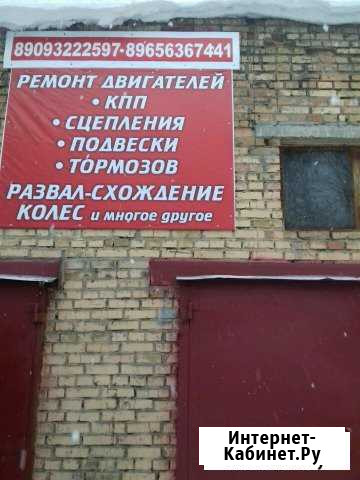 89093222597·89656367441
РЕМОНТ ДВИГАТЕЛЕЙ
• КПП
• СЦЕПЛЕНИЯ
• ПОДВЕСКИ
• ТОРМОЗОВ
РАЗВАЛ-СХОЖДЕНИЕ
КОЛЕС и многое другое
Интернет-
Кабинет.Ру